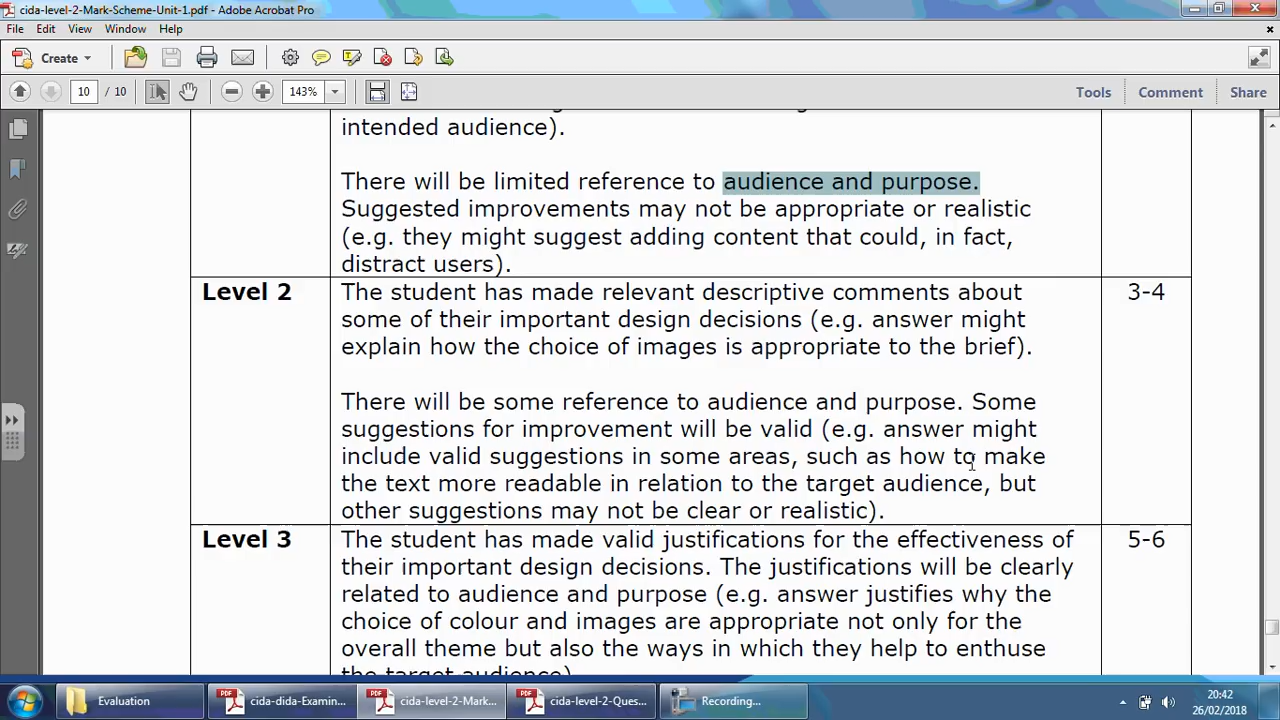 cida-level-2-Mark-Scheme-Unit-1.pdf - Adobe Acrobat Pro
File Edit View Window Help
Create
10 / 10 143% Tools Comment Share
intended audience).
There will be limited reference to audience and purpose.
Suggested improvements may not be appropriate or realistic
(e.g. they might suggest adding content that could, in fact,
distract users).
Level 2 The student has made relevant descriptive comments about 3-4
some of their important design decisions (e.g. answer might
explain how the choice of images is appropriate to the brief).
There will be some reference to audience and purpose. Some
suggestions for improvement will be valid (e.g. answer might
include valid suggestions in some areas, such as how to make
the text more readable in relation to the target audience, but
other suggestions may not be clear or realistic).
Level 3 The student has made valid justifications for the effectiveness of 5-6
their important design decisions. The justifications will be clearly
related to audience and purpose (e.g. answer justifies why the
choice of colour and images are appropriate not only for the
overall theme but also the ways in which they help to enthuse
the target audience)
Evaluation cida-dida-Examin... cida-level-2-Mark... cida-level-2-Ques... Recording... 20:42
26/02/2018